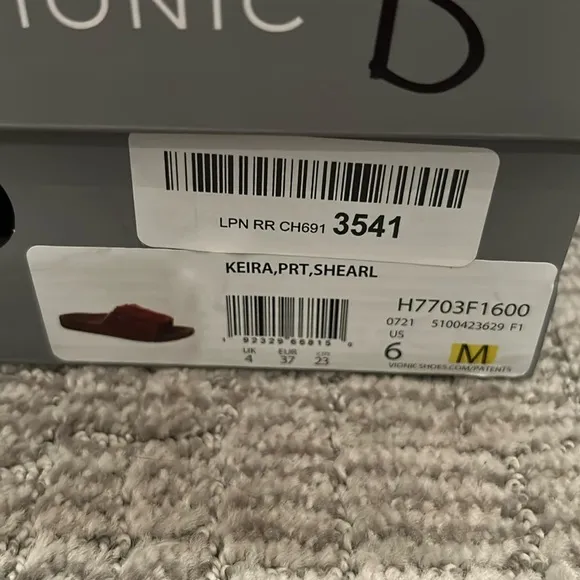 IONIC
B
LPN RR CH691 3541
KEIRA,PRT,SHEARL
H7703F1600
0721 5100423629 F1
UK EUR CM
4 37 23
US
6 M
VIONICSHOES.COM/PATENTS